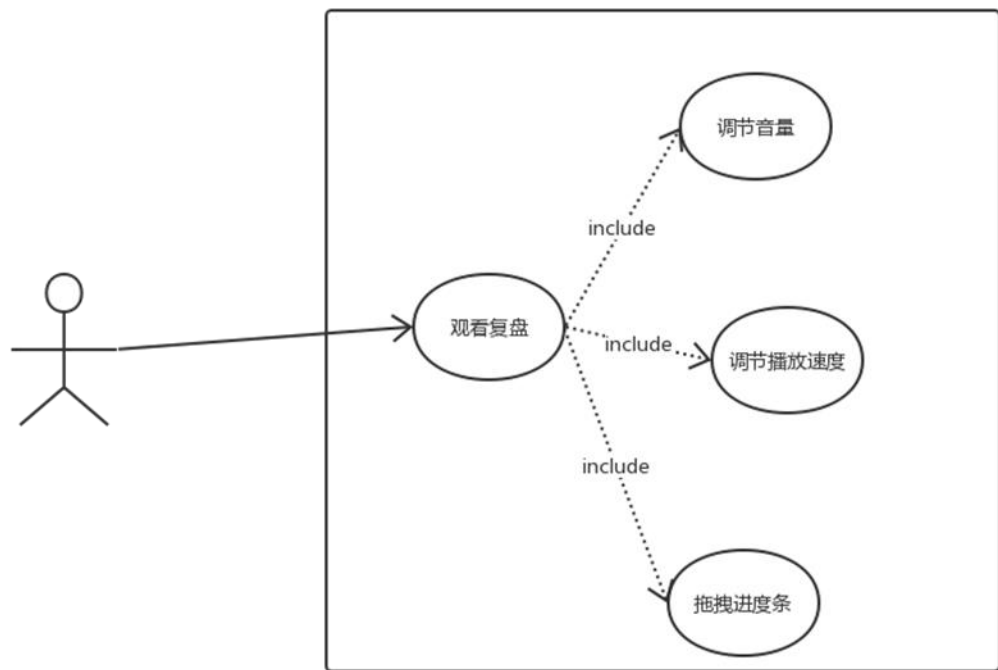 调节音量
include
观看复盘
include
调节播放速度
include
拖拽进度条